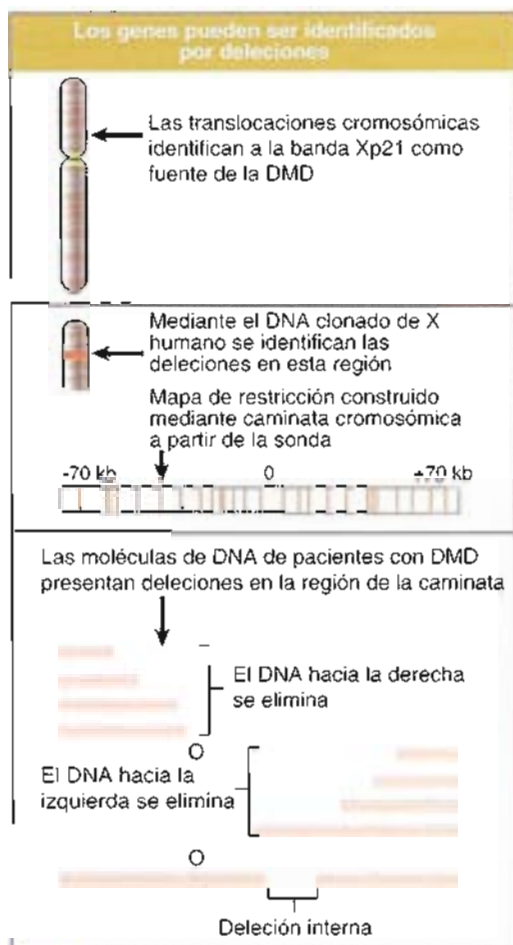 Los genes pueden ser identificados
por deleciones
Las translocaciones cromosómicas
identifican a la banda Xp21 como
fuente de la DMD
Mediante el DNA clonado de X
humano se identifican las
deleciones en esta región
Mapa de restricción construido
mediante caminata cromosómica
a partir de la sonda
-70 kb 0 +70 kb
Las moléculas de DNA de pacientes con DMD
presentan deleciones en la región de la caminata
El DNA hacia la derecha
se elimina
O
El DNA hacia la
izquierda se elimina
O
Deleción interna